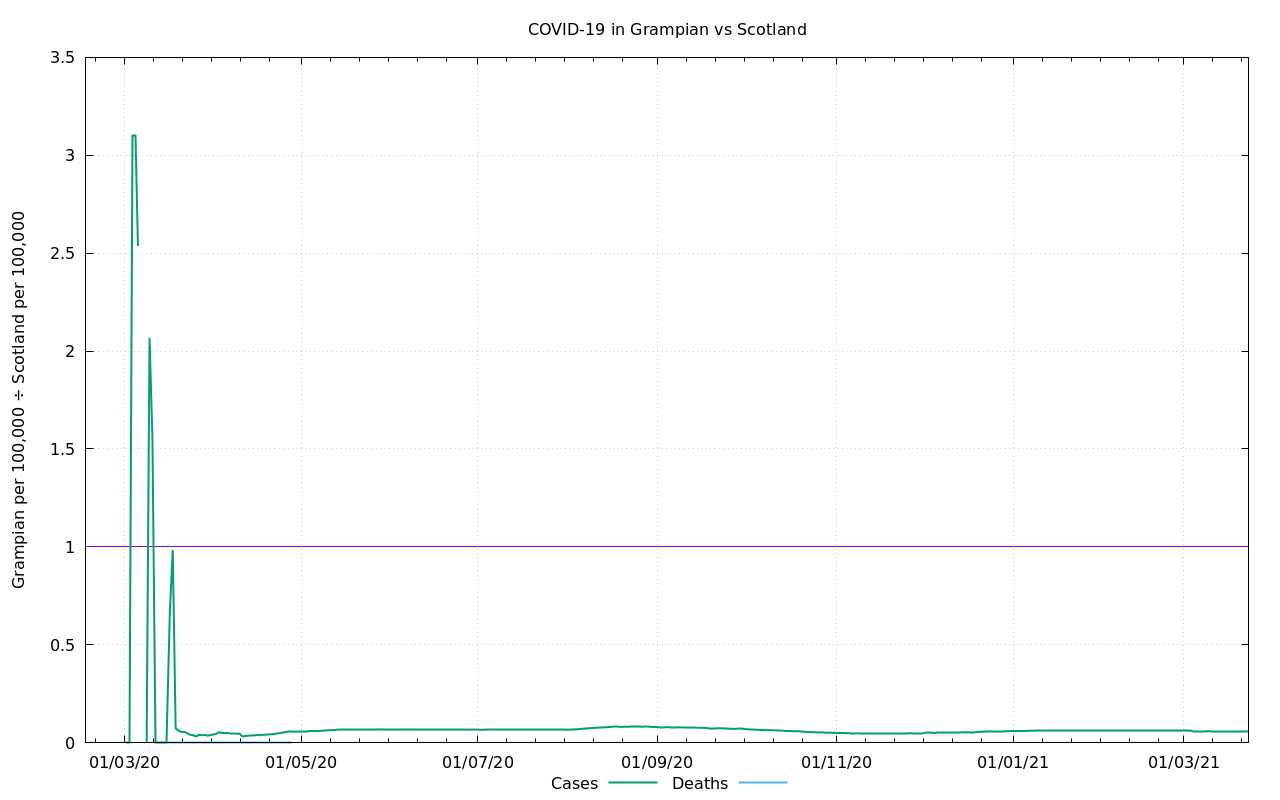 COVID-19 in Grampian vs Scotland
Grampian per 100,000 ÷ Scotland per 100,000
3.5
3
2.5
2
1.5
1
0.5
0
01/03/20 01/05/20 01/07/20 01/09/20 01/11/20 01/01/21 01/03/21
Cases Deaths